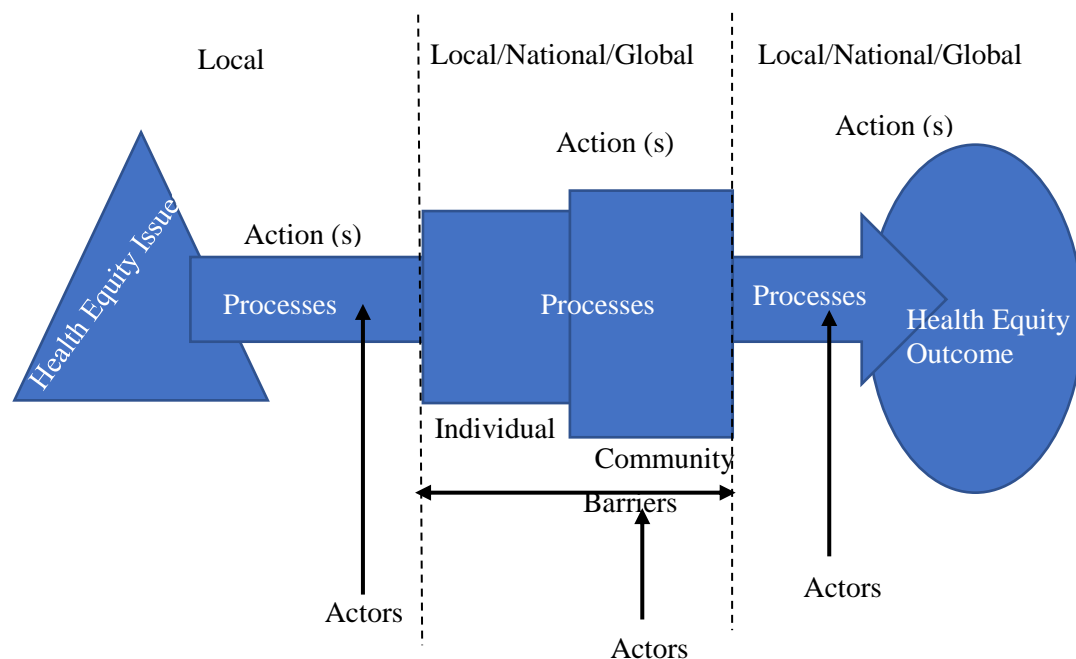 Local
Local/National/Global
Local/National/Global
Action (s)
Action (s)
Action (s)
Health Equity Issue
Processes
Processes
Processes
Health Equity
Outcome
Individual
Community
Barriers
Actors
Actors
Actors